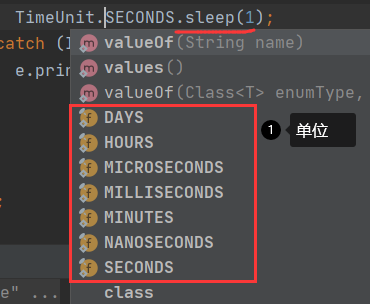 TimeUnit.SECONDS.sleep(1);
catch (I
m valueOf(String name)
e.prin
m values()
m valueOf(Class<T> enumType,
f DAYS
1 单位
f HOURS
f MICROSECONDS
f MILLISECONDS
f MINUTES
;
f NANOSECONDS
f SECONDS
e" ...
class